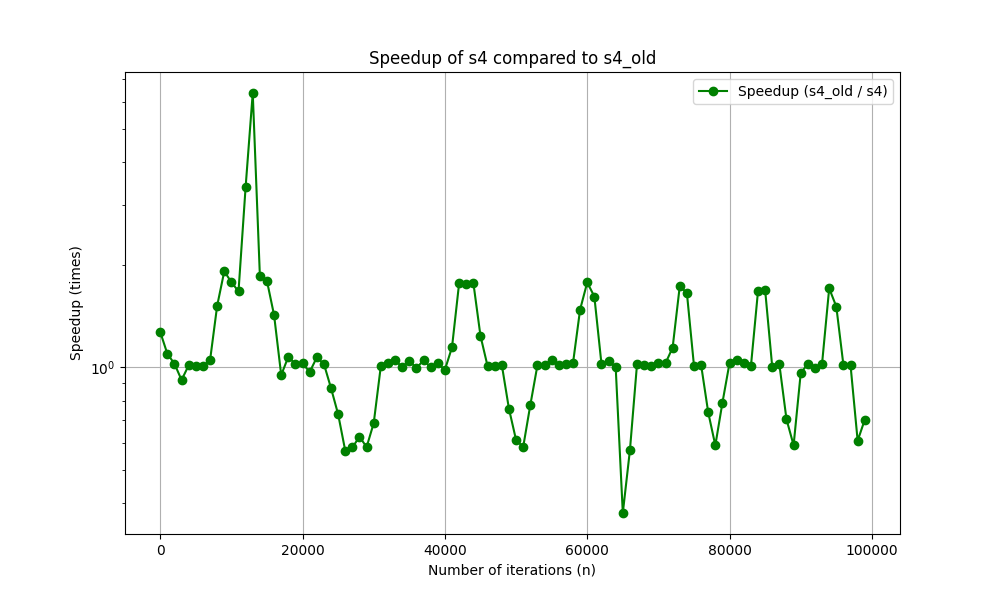 Speedup of s4 compared to s4_old
Speedup (s4_old / s4)
Speedup (times)
10⁰
0 20000 40000 60000 80000 100000
Number of iterations (n)